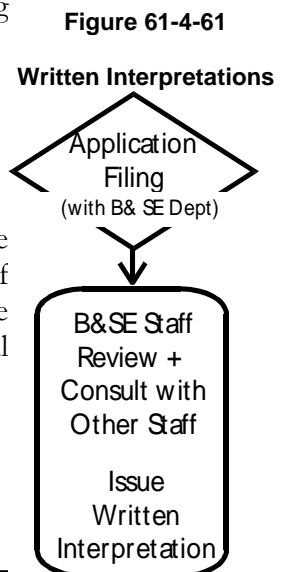 Figure 61-4-61
Written Interpretations
Application
Filing
(with B& SE Dept)
B&SE Staff
Review +
Consult with
Other Staff
Issue
Written
Interpretation